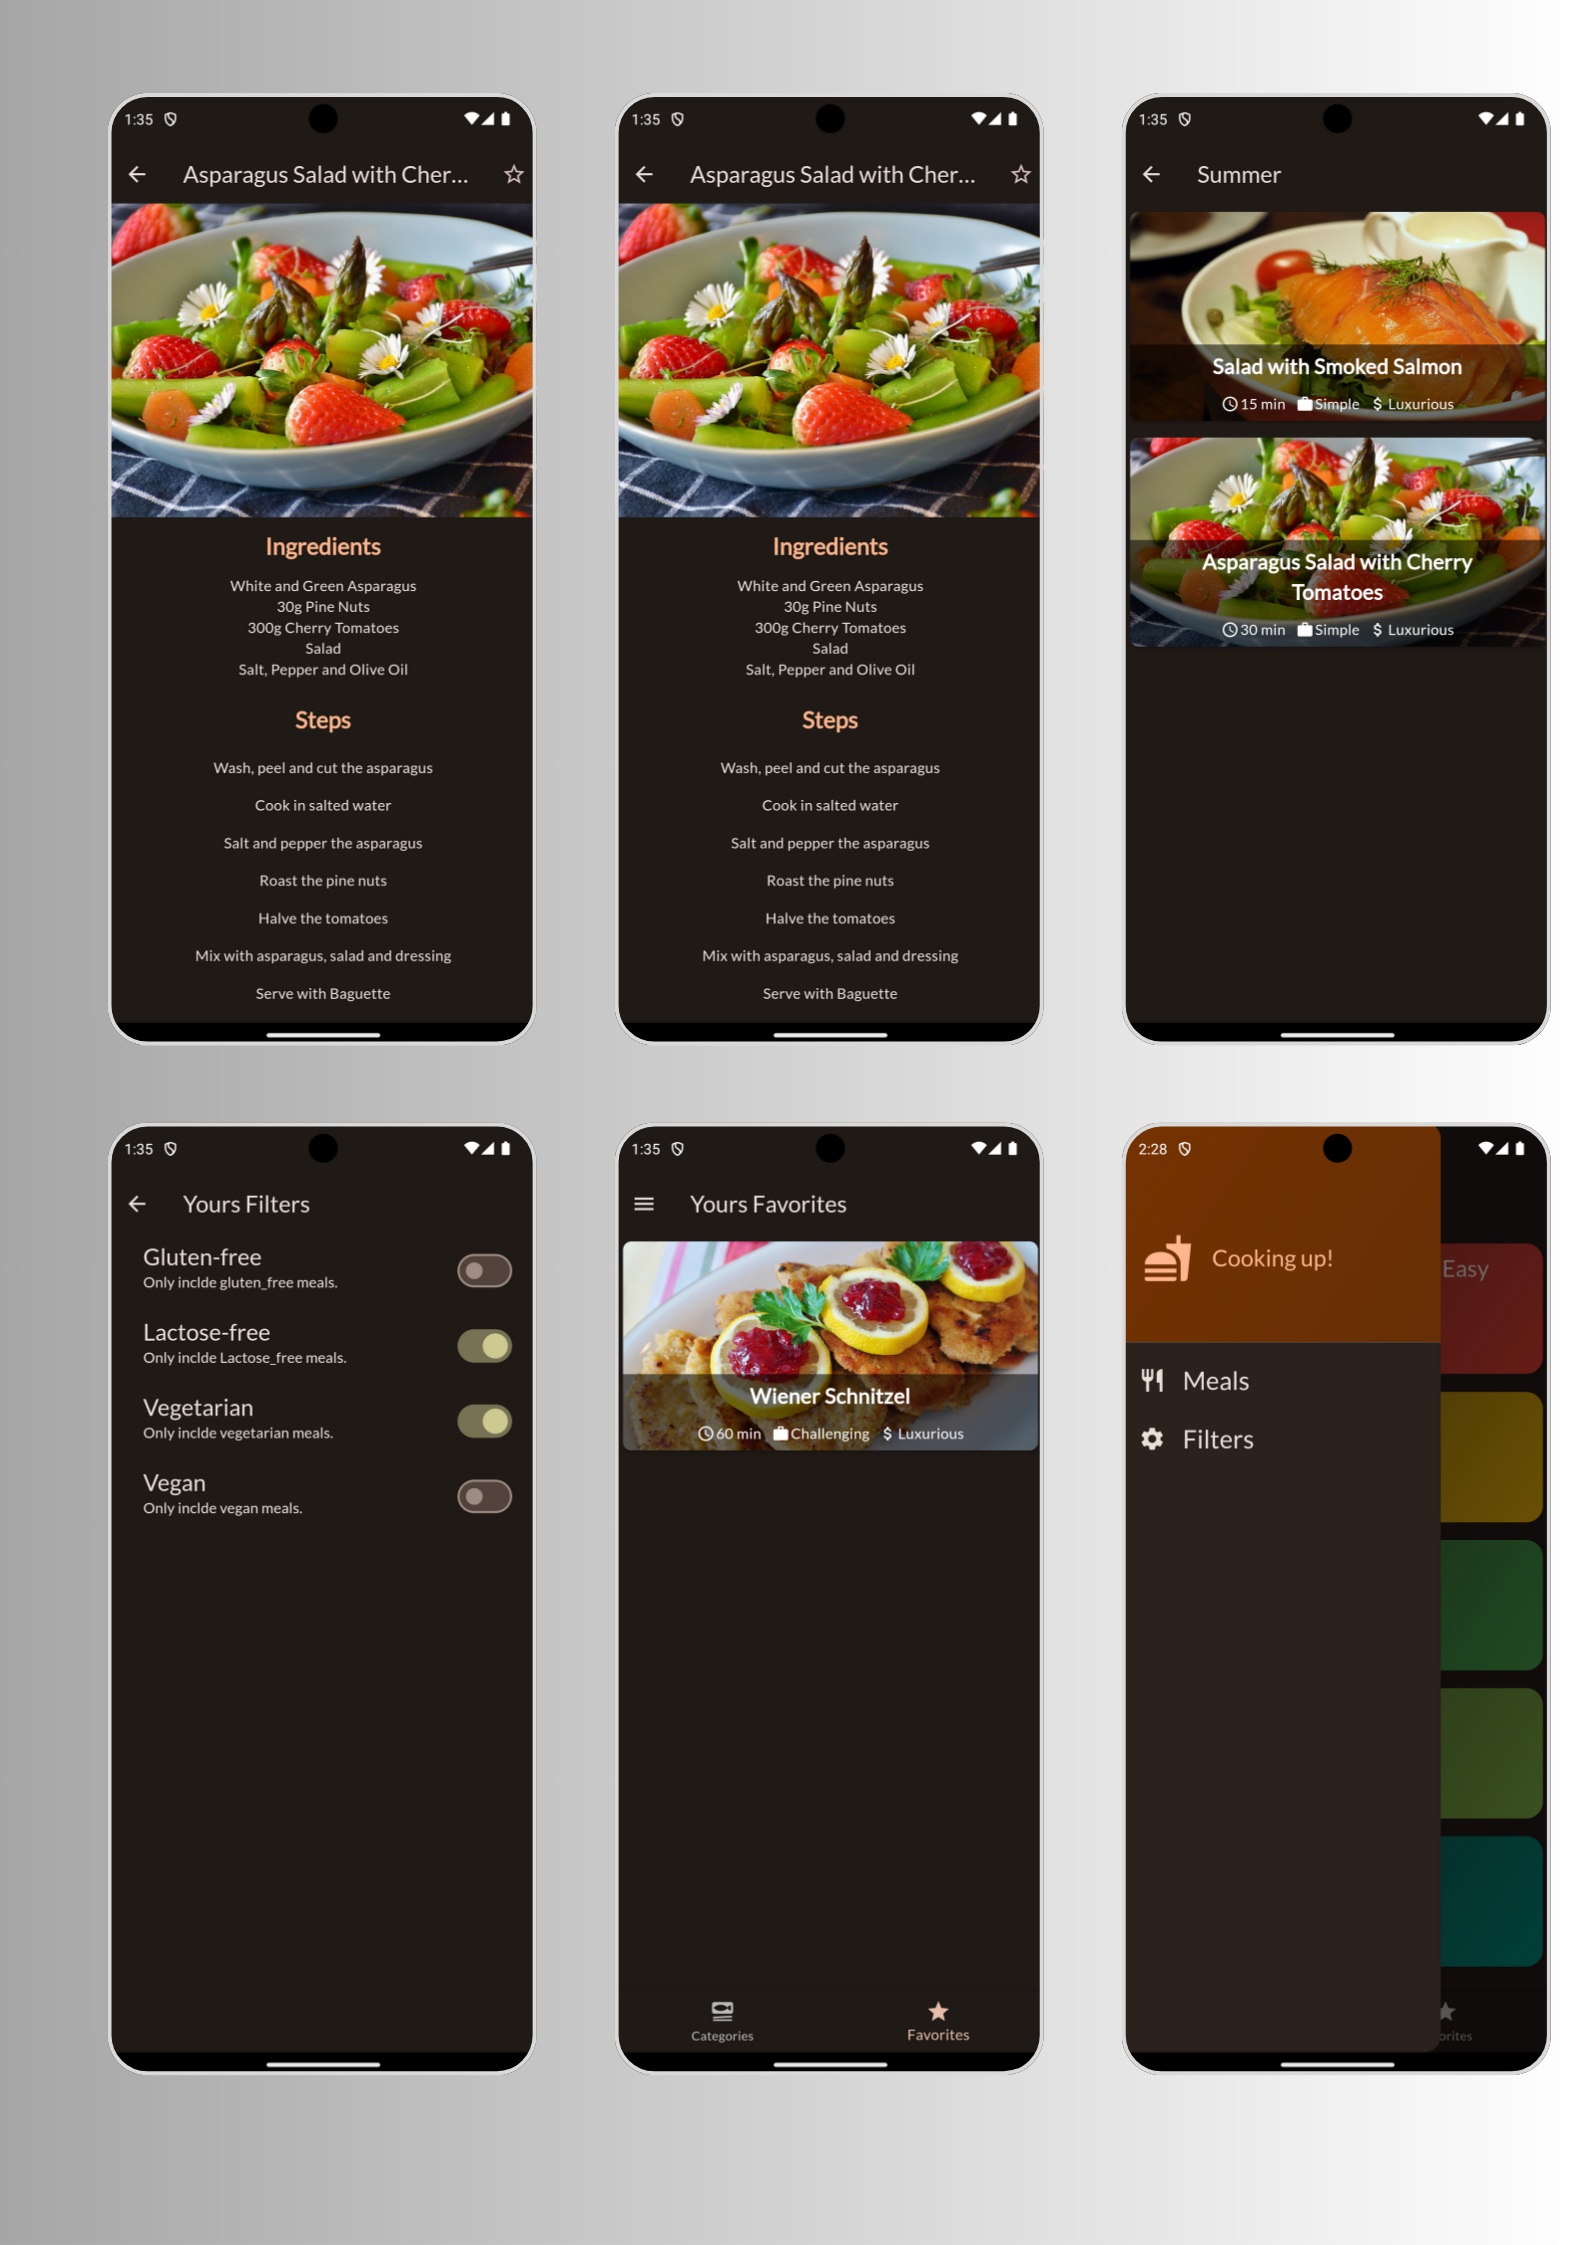 1:35
Asparagus Salad with Cher...
Ingredients
White and Green Asparagus
30g Pine Nuts
300g Cherry Tomatoes
Salad
Salt, Pepper and Olive Oil
Steps
Wash, peel and cut the asparagus
Cook in salted water
Salt and pepper the asparagus
Roast the pine nuts
Halve the tomatoes
Mix with asparagus, salad and dressing
Serve with Baguette
1:35
Asparagus Salad with Cher...
Ingredients
White and Green Asparagus
30g Pine Nuts
300g Cherry Tomatoes
Salad
Salt, Pepper and Olive Oil
Steps
Wash, peel and cut the asparagus
Cook in salted water
Salt and pepper the asparagus
Roast the pine nuts
Halve the tomatoes
Mix with asparagus, salad and dressing
Serve with Baguette
1:35
Summer
Salad with Smoked Salmon
15 min Simple $ Luxurious
Asparagus Salad with Cherry
Tomatoes
30 min Simple $ Luxurious
1:35
Yours Filters
Gluten-free
Only inclde gluten_free meals.
Lactose-free
Only inclde Lactose_free meals.
Vegetarian
Only inclde vegetarian meals.
Vegan
Only inclde vegan meals.
1:35
Yours Favorites
Wiener Schnitzel
60 min Challenging $ Luxurious
Categories Favorites
2:28
Cooking up!
Easy
Meals
Filters
orites